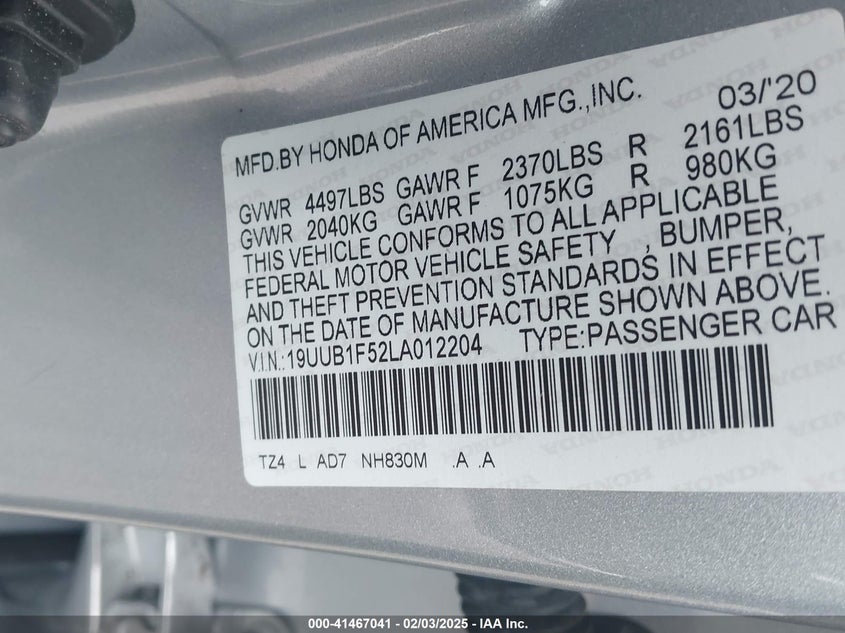 MFD.BY HONDA OF AMERICA MFG.,INC. 03/'20
GVWR 4497LBS GAWR F 2370LBS R 2161LBS
GVWR 2040KG GAWR F 1075KG R 980KG
THIS VEHICLE CONFORMS TO ALL APPLICABLE
FEDERAL MOTOR VEHICLE SAFETY , BUMPER,
AND THEFT PREVENTION STANDARDS IN EFFECT
ON THE DATE OF MANUFACTURE SHOWN ABOVE.
V.I.N.:19UUB1F52LA012204 TYPE:PASSENGER CAR
TZ4 L AD7 NH830M .A .A
000-41467041 | 02/03/2025 - IAA Inc.